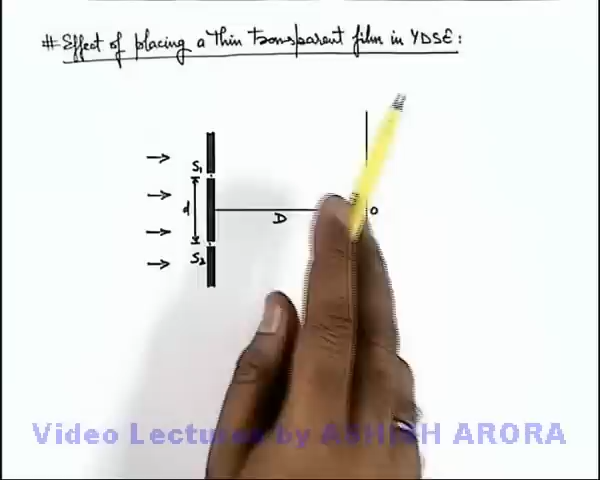 # Effect of placing a thin transparent film in YDSE :
S₁
d
D
O
S₂
Video Lectures by ASHISH ARORA